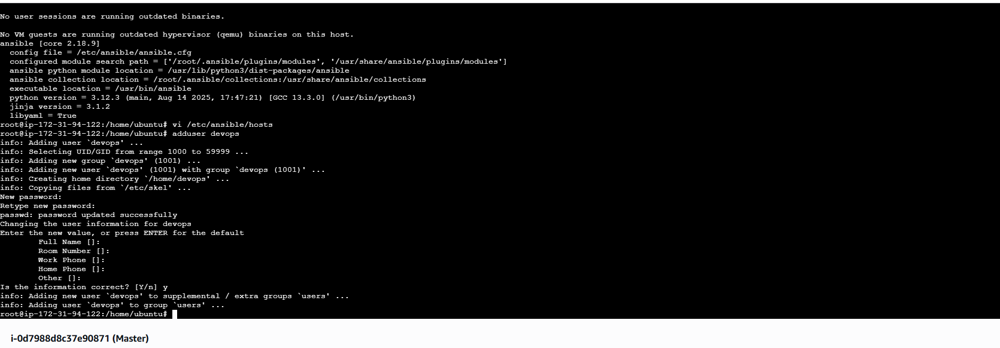 No user sessions are running outdated binaries.
No VM guests are running outdated hypervisor (qemu) binaries on this host.
ansible [core 2.18.9]
  config file = /etc/ansible/ansible.cfg
  configured module search path = ['/root/.ansible/plugins/modules', '/usr/share/ansible/plugins/modules']
  ansible python module location = /usr/lib/python3/dist-packages/ansible
  ansible collection location = /root/.ansible/collections:/usr/share/ansible/collections
  executable location = /usr/bin/ansible
  python version = 3.12.3 (main, Aug 14 2025, 17:47:21) [GCC 13.3.0] (/usr/bin/python3)
  jinja version = 3.1.2
  libyaml = True
root@ip-172-31-94-122:/home/ubuntu# vi /etc/ansible/hosts
root@ip-172-31-94-122:/home/ubuntu# adduser devops
info: Adding user `devops' ...
info: Selecting UID/GID from range 1000 to 59999 ...
info: Adding new group `devops' (1001) ...
info: Adding new user `devops' (1001) with group `devops (1001)' ...
info: Creating home directory `/home/devops' ...
info: Copying files from `/etc/skel' ...
New password:
Retype new password:
passwd: password updated successfully
Changing the user information for devops
Enter the new value, or press ENTER for the default
        Full Name []:
        Room Number []:
        Work Phone []:
        Home Phone []:
        Other []:
Is the information correct? [Y/n] y
info: Adding new user `devops' to supplemental / extra groups `users' ...
info: Adding user `devops' to group `users' ...
root@ip-172-31-94-122:/home/ubuntu#
i-0d7988d8c37e90871 (Master)